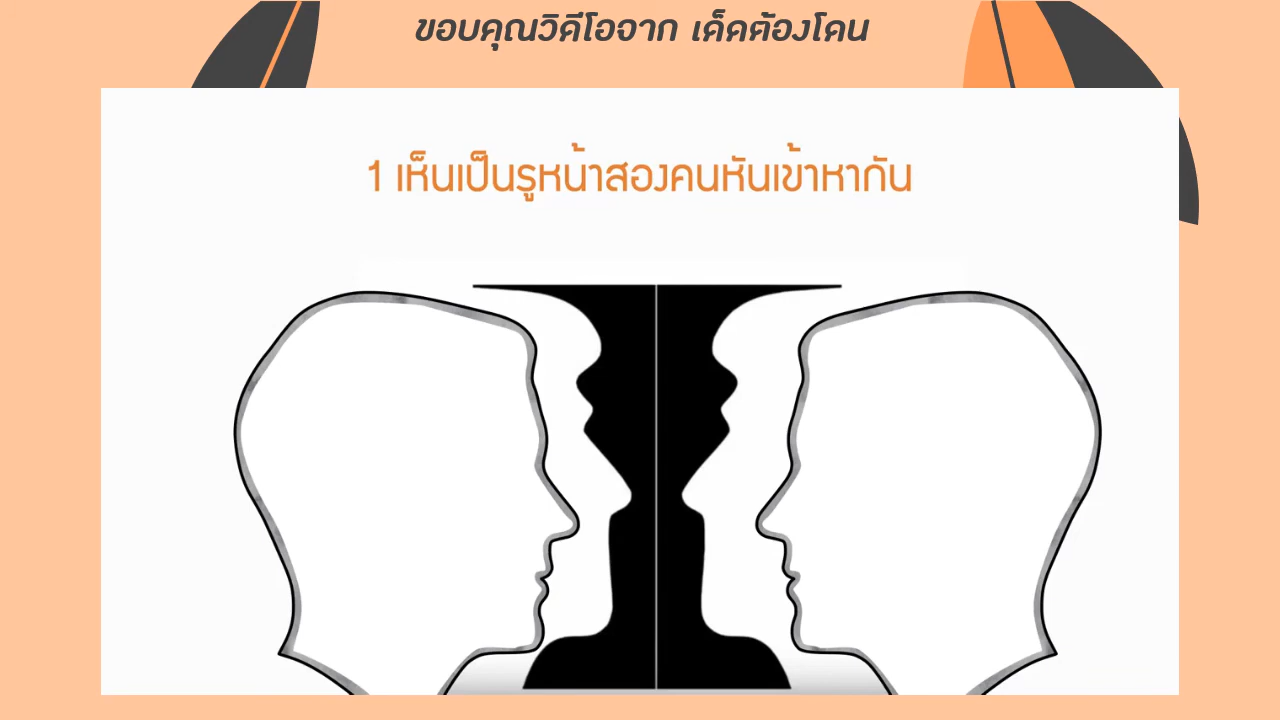 ขอบคุณวิดีโอจาก เด็ดต้องโดน
1 เห็นเป็นรูหน้าสองคนหันเข้าหากัน